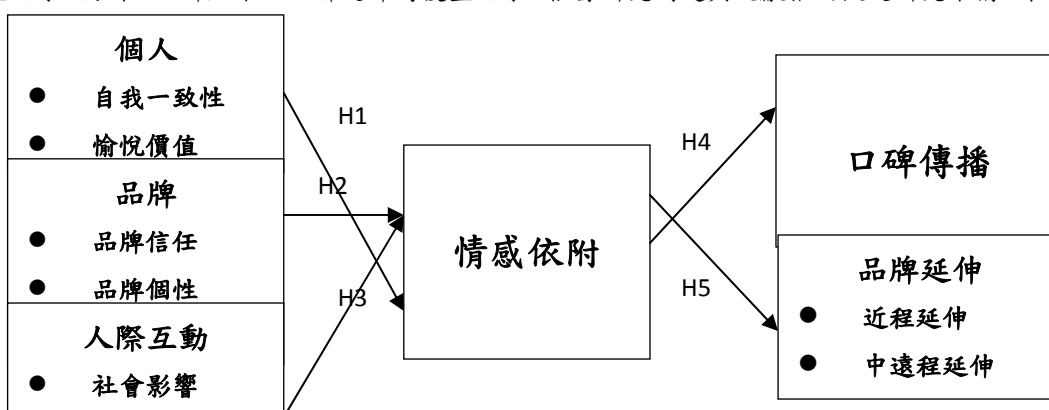 個人
● 自我一致性
● 愉悅價值
品牌
● 品牌信任
● 品牌個性
人際互動
● 社會影響
H1
H2
H3
情感依附
H4
H5
口碑傳播
品牌延伸
● 近程延伸
● 中遠程延伸